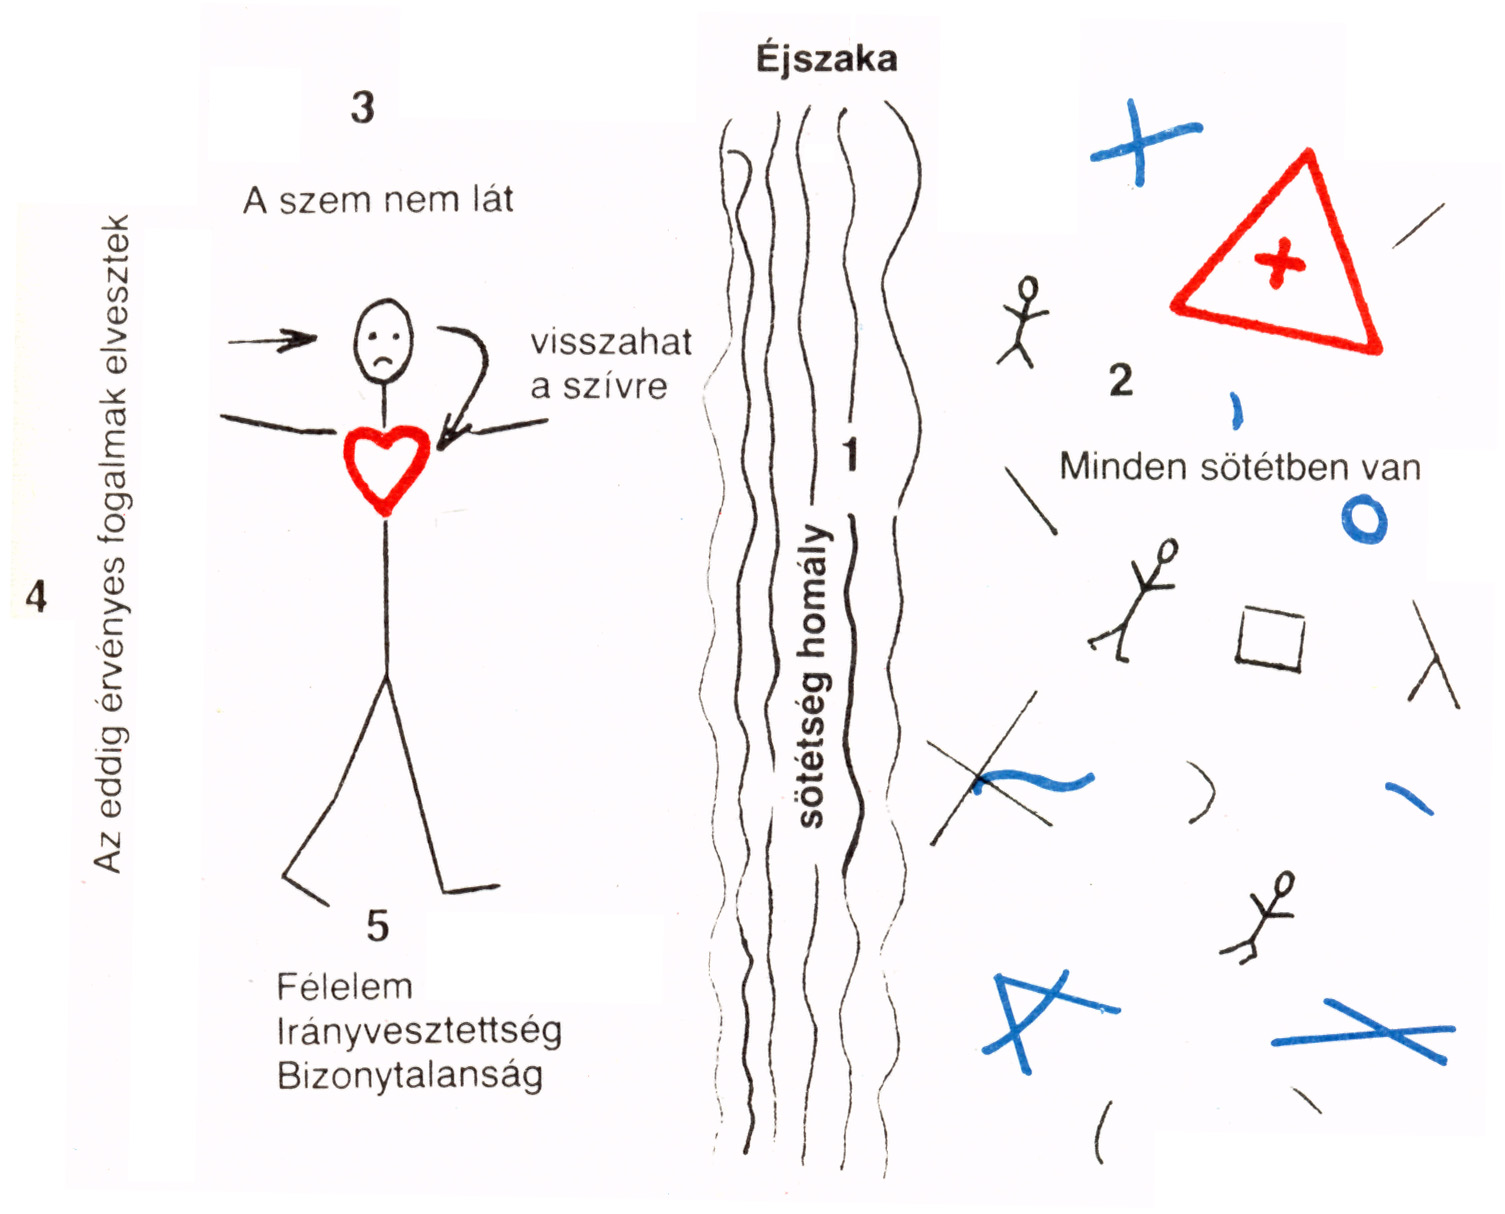 Éjszaka
3
A szem nem lát
visszahat
a szívre
Az eddig érvényes fogalmak elvesztek
4
1
sötétség homály
2
Minden sötétben van
5
Félelem
Irányvesztettség
Bizonytalanság